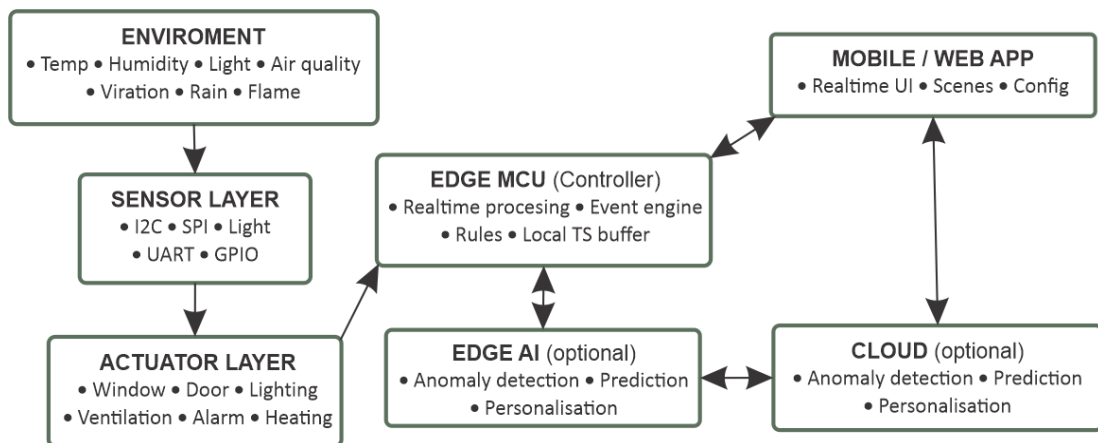 ENVIROMENT
• Temp • Humidity • Light • Air quality
• Viration • Rain • Flame
SENSOR LAYER
• I2C • SPI • Light
• UART • GPIO
ACTUATOR LAYER
• Window • Door • Lighting
• Ventilation • Alarm • Heating
EDGE MCU (Controller)
• Realtime procesing • Event engine
• Rules • Local TS buffer
EDGE AI (optional)
• Anomaly detection • Prediction
• Personalisation
MOBILE / WEB APP
• Realtime UI • Scenes • Config
CLOUD (optional)
• Anomaly detection • Prediction
• Personalisation